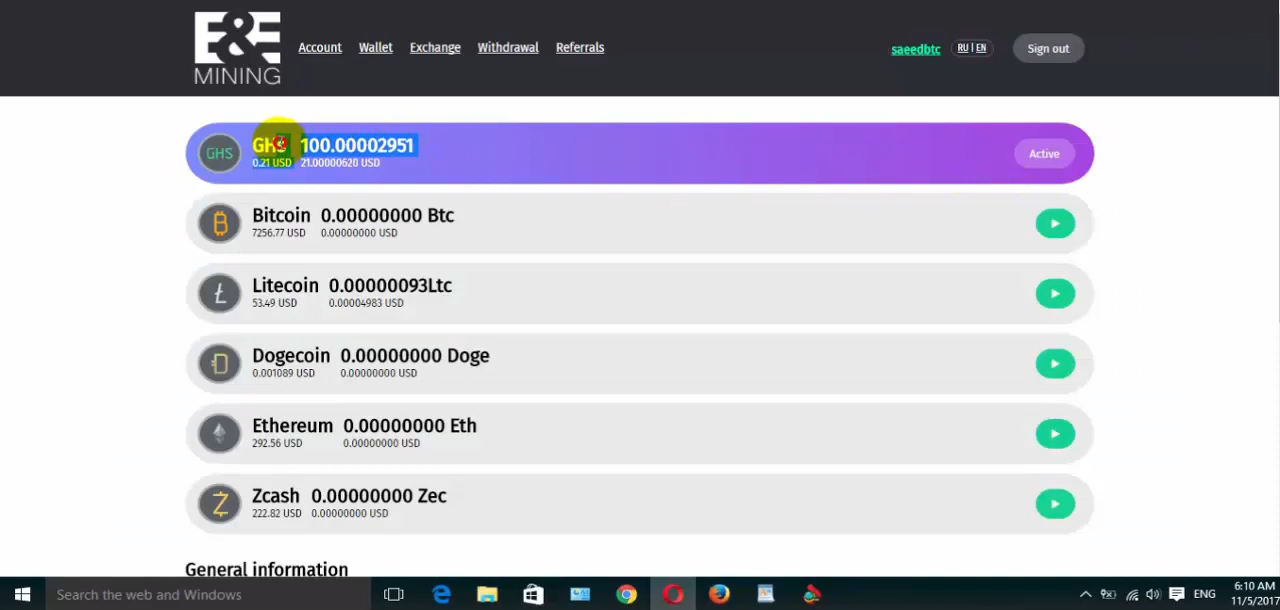 E&E
MINING
Account Wallet Exchange Withdrawal Referrals
saeedbtc RU | EN Sign out
GHS GHS 100.00002951
0.21 USD 21.00000620 USD
Active
Bitcoin 0.00000000 Btc
7256.77 USD 0.00000000 USD
Litecoin 0.00000093Ltc
53.49 USD 0.00004983 USD
Dogecoin 0.00000000 Doge
0.001089 USD 0.00000000 USD
Ethereum 0.00000000 Eth
292.56 USD 0.00000000 USD
Zcash 0.00000000 Zec
222.82 USD 0.00000000 USD
General information
Search the web and Windows
ENG
6:10 AM
11/5/2017